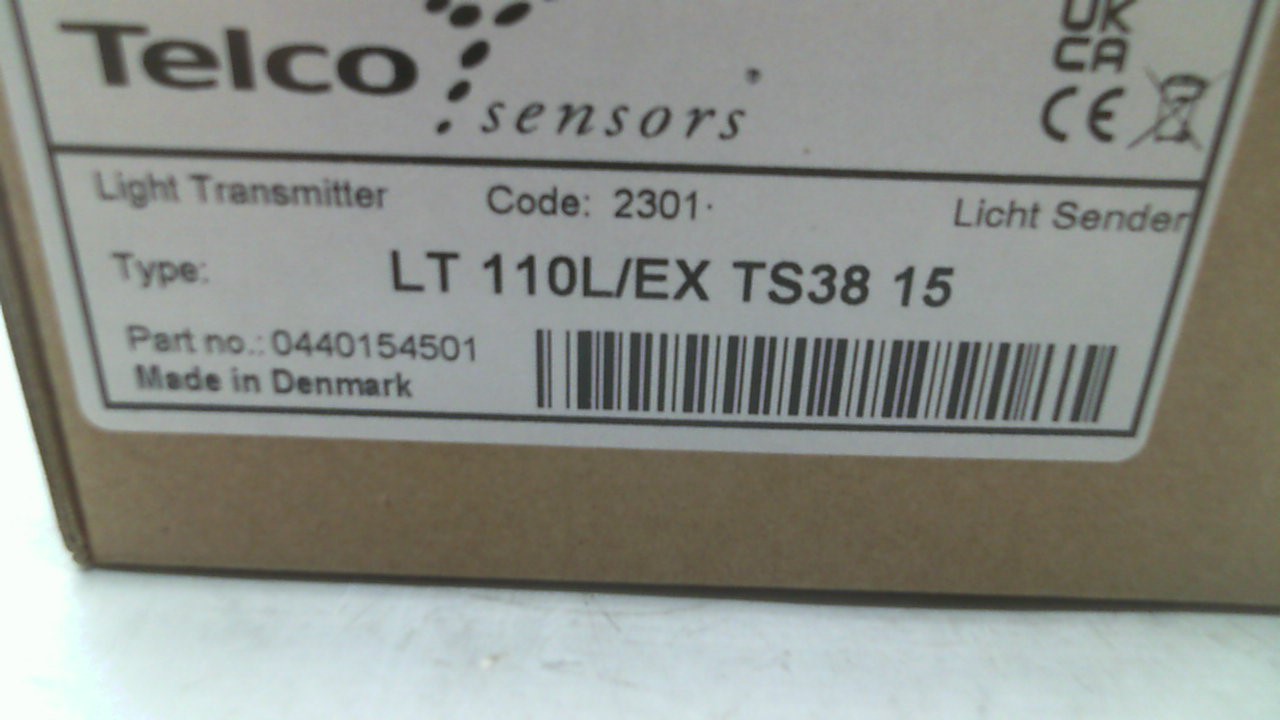 Telco
sensors
UK
CA
CE
Light Transmitter Code: 2301· Licht Sender
Type: LT 110L/EX TS38 15
Part no.: 0440154501
Made in Denmark